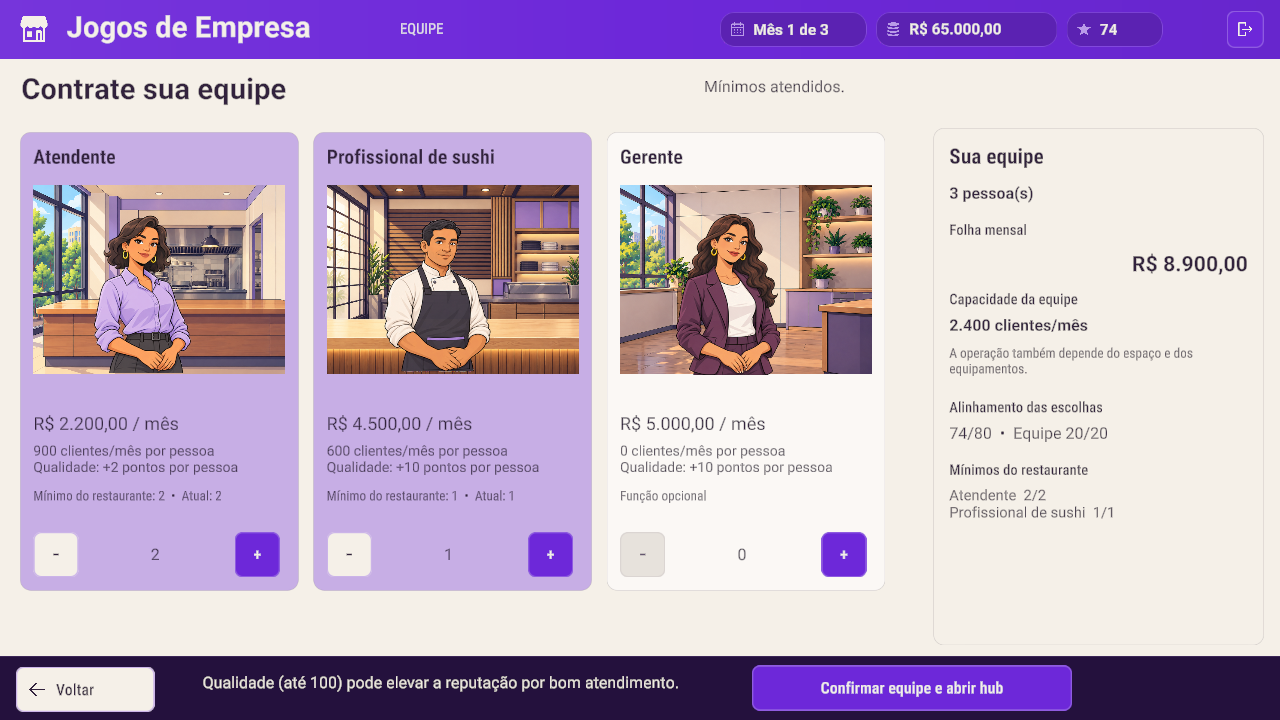 Jogos de Empresa
EQUIPE
Mês 1 de 3
R$ 65.000,00
74
Contrate sua equipe
Mínimos atendidos.
Atendente
R$ 2.200,00 / mês
900 clientes/mês por pessoa
Qualidade: +2 pontos por pessoa
Mínimo do restaurante: 2 • Atual: 2
-
2
+
Profissional de sushi
R$ 4.500,00 / mês
600 clientes/mês por pessoa
Qualidade: +10 pontos por pessoa
Mínimo do restaurante: 1 • Atual: 1
-
1
+
Gerente
R$ 5.000,00 / mês
0 clientes/mês por pessoa
Qualidade: +10 pontos por pessoa
Função opcional
-
0
+
Sua equipe
3 pessoa(s)
Folha mensal
R$ 8.900,00
Capacidade da equipe
2.400 clientes/mês
A operação também depende do espaço e dos
equipamentos.
Alinhamento das escolhas
74/80 • Equipe 20/20
Mínimos do restaurante
Atendente 2/2
Profissional de sushi 1/1
Voltar
Qualidade (até 100) pode elevar a reputação por bom atendimento.
Confirmar equipe e abrir hub